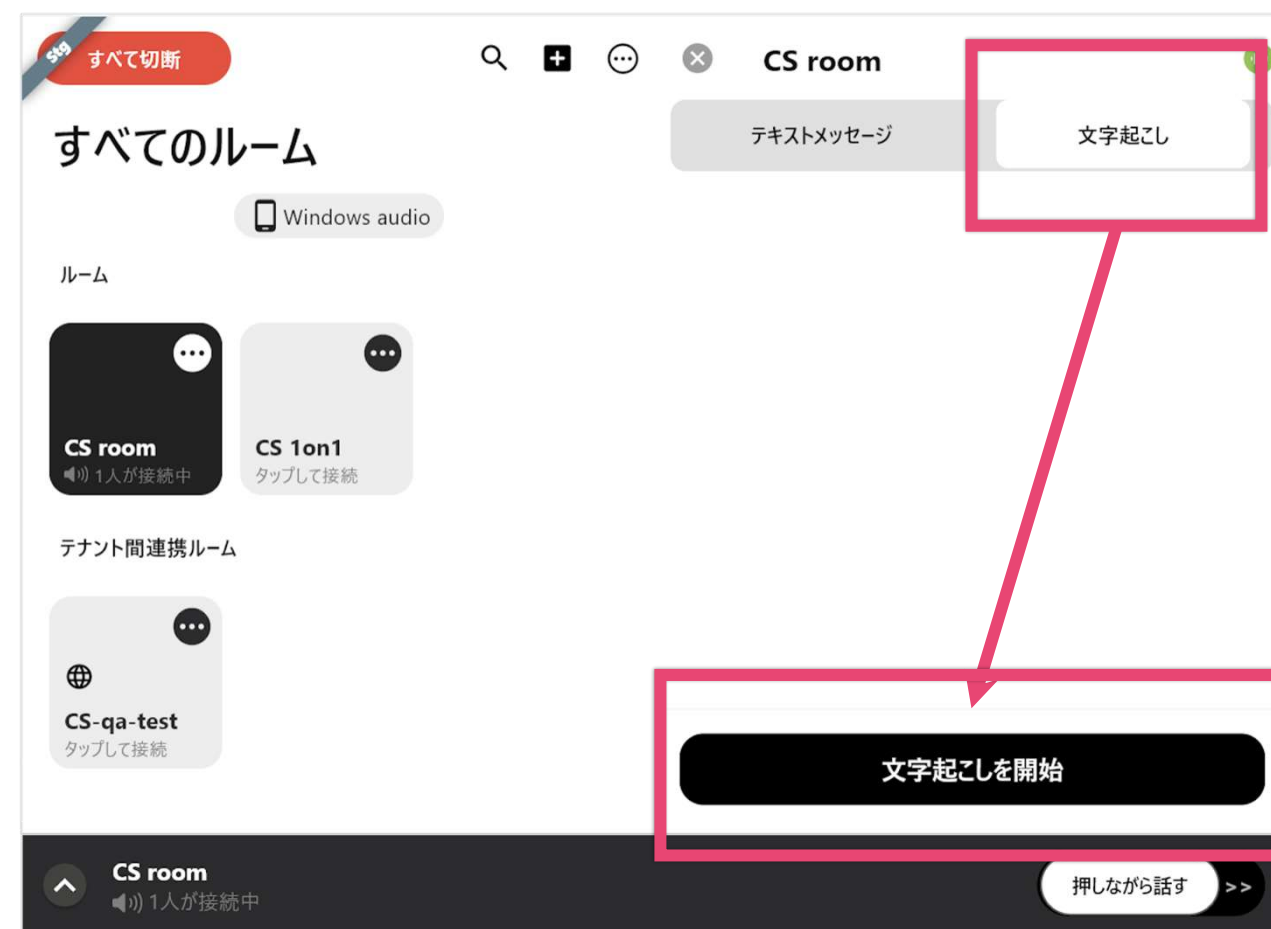 Stg
すべて切断
CS room
テキストメッセージ
文字起こし
すべてのルーム
Windows audio
ルーム
CS room
1人が接続中
CS 1on1
タップして接続
テナント間連携ルーム
CS-qa-test
タップして接続
文字起こしを開始
CS room
1人が接続中
押しながら話す >>